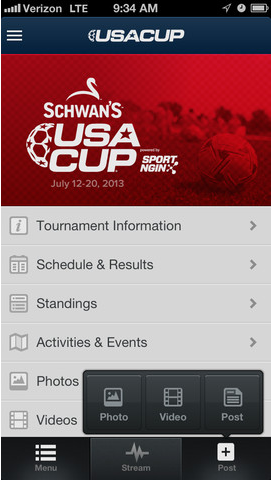 Verizon LTE 9:34 AM
USACUP
SCHWAN'S
USA
CUP
powered by
SPORT
NGIN
July 12-20, 2013
Tournament Information
Schedule & Results
Standings
Activities & Events
Photos
Videos
Photo Video Post
Menu Stream Post